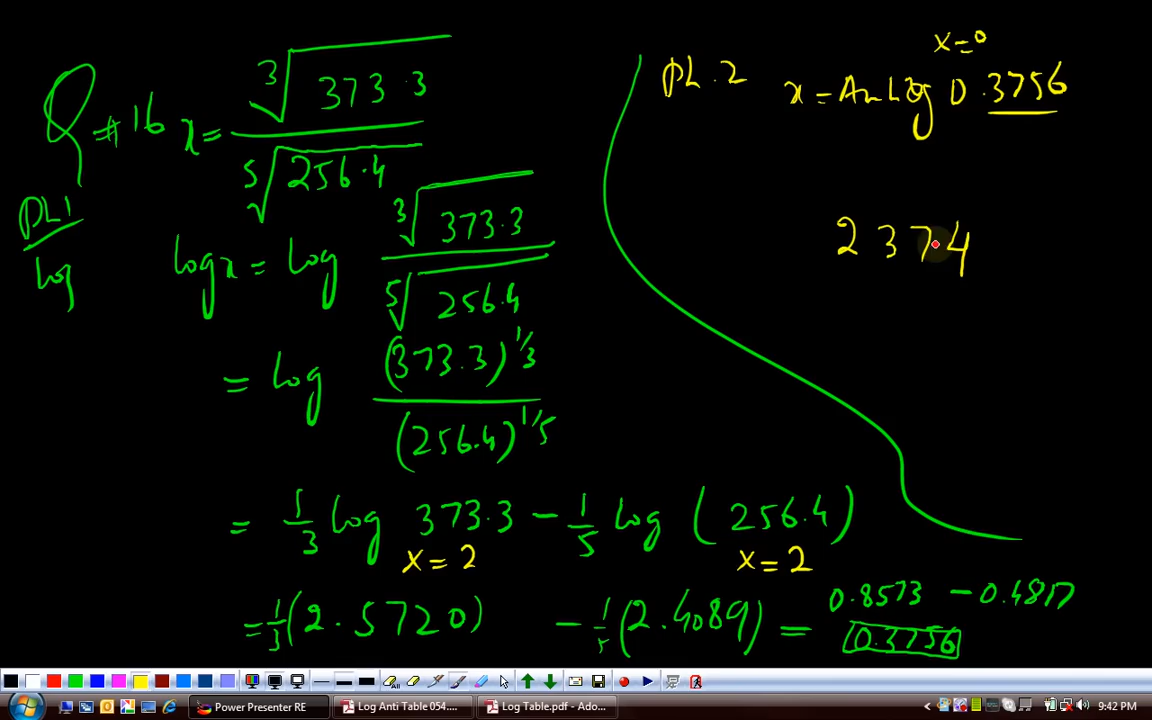 Q #16 x = ∛373.3 / ⁵√256.4
PL1
log
log x = log ∛373.3 / ⁵√256.4
= log (373.3)^1/3 / (256.4)^1/5
= 1/3 log 373.3 - 1/5 log (256.4)
x = 2 x = 2
= 1/3 (2.5720) - 1/5 (2.4089) = 0.8573 - 0.4817
0.3756
PL.2
x = 0
x = An Log 0.3756
2374
Power Presenter RE
Log Anti Table 054....
Log Table.pdf - Ado...
9:42 PM